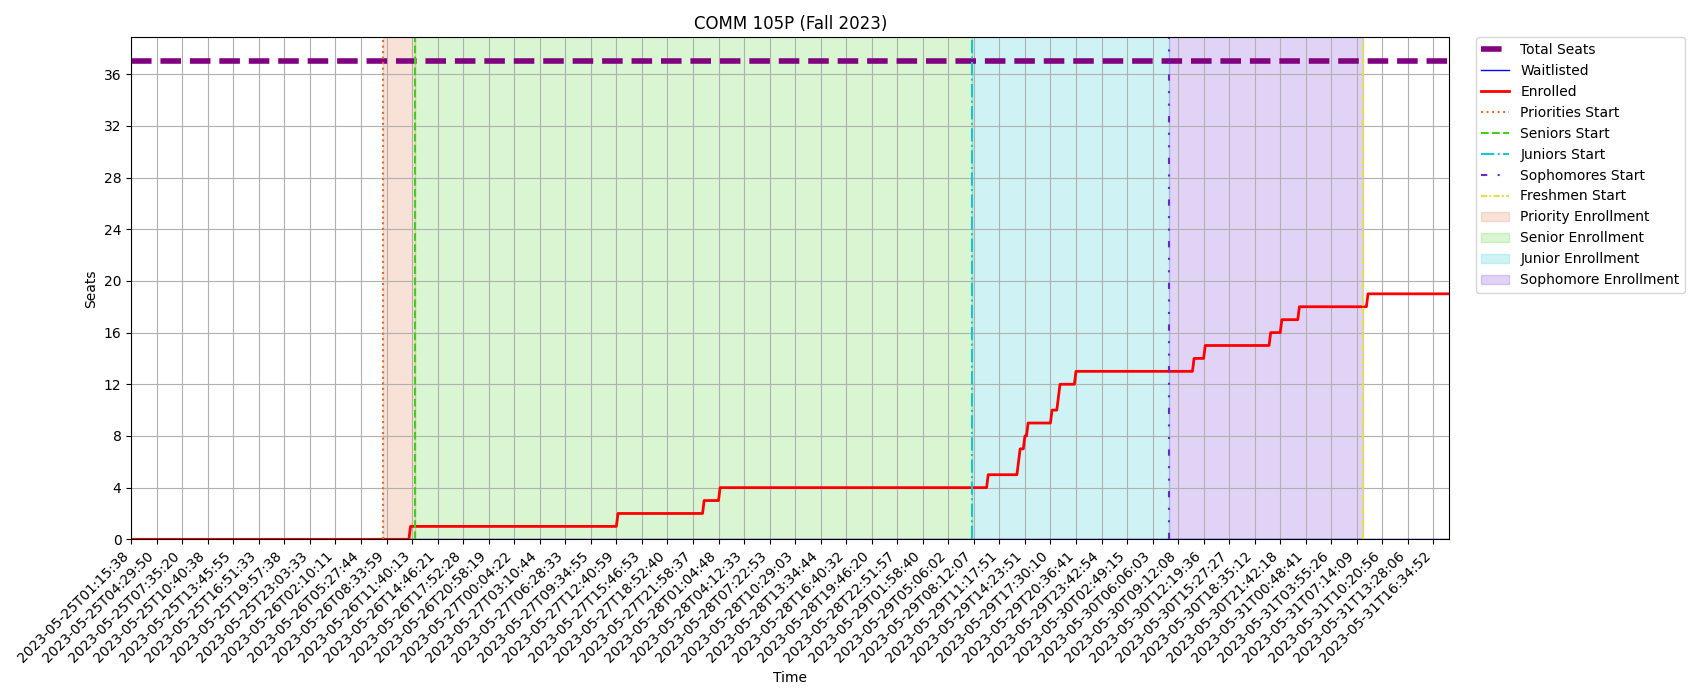 COMM 105P (Fall 2023)
Seats
36
32
28
24
20
16
12
8
4
0
2023-05-25T01:15:38
2023-05-25T04:29:50
2023-05-25T07:35:20
2023-05-25T10:40:38
2023-05-25T13:45:55
2023-05-25T16:51:33
2023-05-25T19:57:38
2023-05-25T23:03:33
2023-05-26T02:10:11
2023-05-26T05:27:44
2023-05-26T08:33:59
2023-05-26T11:40:13
2023-05-26T14:46:21
2023-05-26T17:52:28
2023-05-26T20:58:19
2023-05-27T00:04:22
2023-05-27T03:10:44
2023-05-27T06:28:33
2023-05-27T09:34:55
2023-05-27T12:40:59
2023-05-27T15:46:53
2023-05-27T18:52:40
2023-05-27T21:58:37
2023-05-28T01:04:48
2023-05-28T04:12:33
2023-05-28T07:22:53
2023-05-28T10:29:03
2023-05-28T13:34:44
2023-05-28T16:40:32
2023-05-28T19:46:20
2023-05-28T22:51:57
2023-05-29T01:58:40
2023-05-29T05:06:02
2023-05-29T08:12:07
2023-05-29T11:17:51
2023-05-29T14:23:51
2023-05-29T17:30:10
2023-05-29T20:36:41
2023-05-29T23:42:54
2023-05-30T02:49:15
2023-05-30T06:06:03
2023-05-30T09:12:08
2023-05-30T12:19:36
2023-05-30T15:27:27
2023-05-30T18:35:12
2023-05-30T21:42:18
2023-05-31T00:48:41
2023-05-31T03:55:26
2023-05-31T07:14:09
2023-05-31T10:20:56
2023-05-31T13:28:06
2023-05-31T16:34:52
Time
Total Seats
Waitlisted
Enrolled
Priorities Start
Seniors Start
Juniors Start
Sophomores Start
Freshmen Start
Priority Enrollment
Senior Enrollment
Junior Enrollment
Sophomore Enrollment